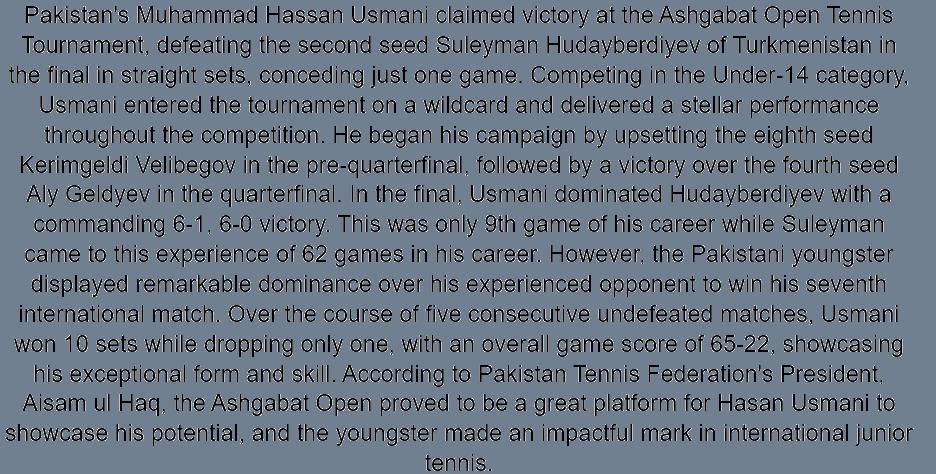 Pakistan's Muhammad Hassan Usmani claimed victory at the Ashgabat Open Tennis
Tournament, defeating the second seed Suleyman Hudayberdiyev of Turkmenistan in
the final in straight sets, conceding just one game. Competing in the Under-14 category,
Usmani entered the tournament on a wildcard and delivered a stellar performance
throughout the competition. He began his campaign by upsetting the eighth seed
Kerimgeldi Velibegov in the pre-quarterfinal, followed by a victory over the fourth seed
Aly Geldyev in the quarterfinal. In the final, Usmani dominated Hudayberdiyev with a
commanding 6-1, 6-0 victory. This was only 9th game of his career while Suleyman
came to this experience of 62 games in his career. However, the Pakistani youngster
displayed remarkable dominance over his experienced opponent to win his seventh
international match. Over the course of five consecutive undefeated matches, Usmani
won 10 sets while dropping only one, with an overall game score of 65-22, showcasing
his exceptional form and skill. According to Pakistan Tennis Federation's President,
Aisam ul Haq, the Ashgabat Open proved to be a great platform for Hasan Usmani to
showcase his potential, and the youngster made an impactful mark in international junior
tennis.